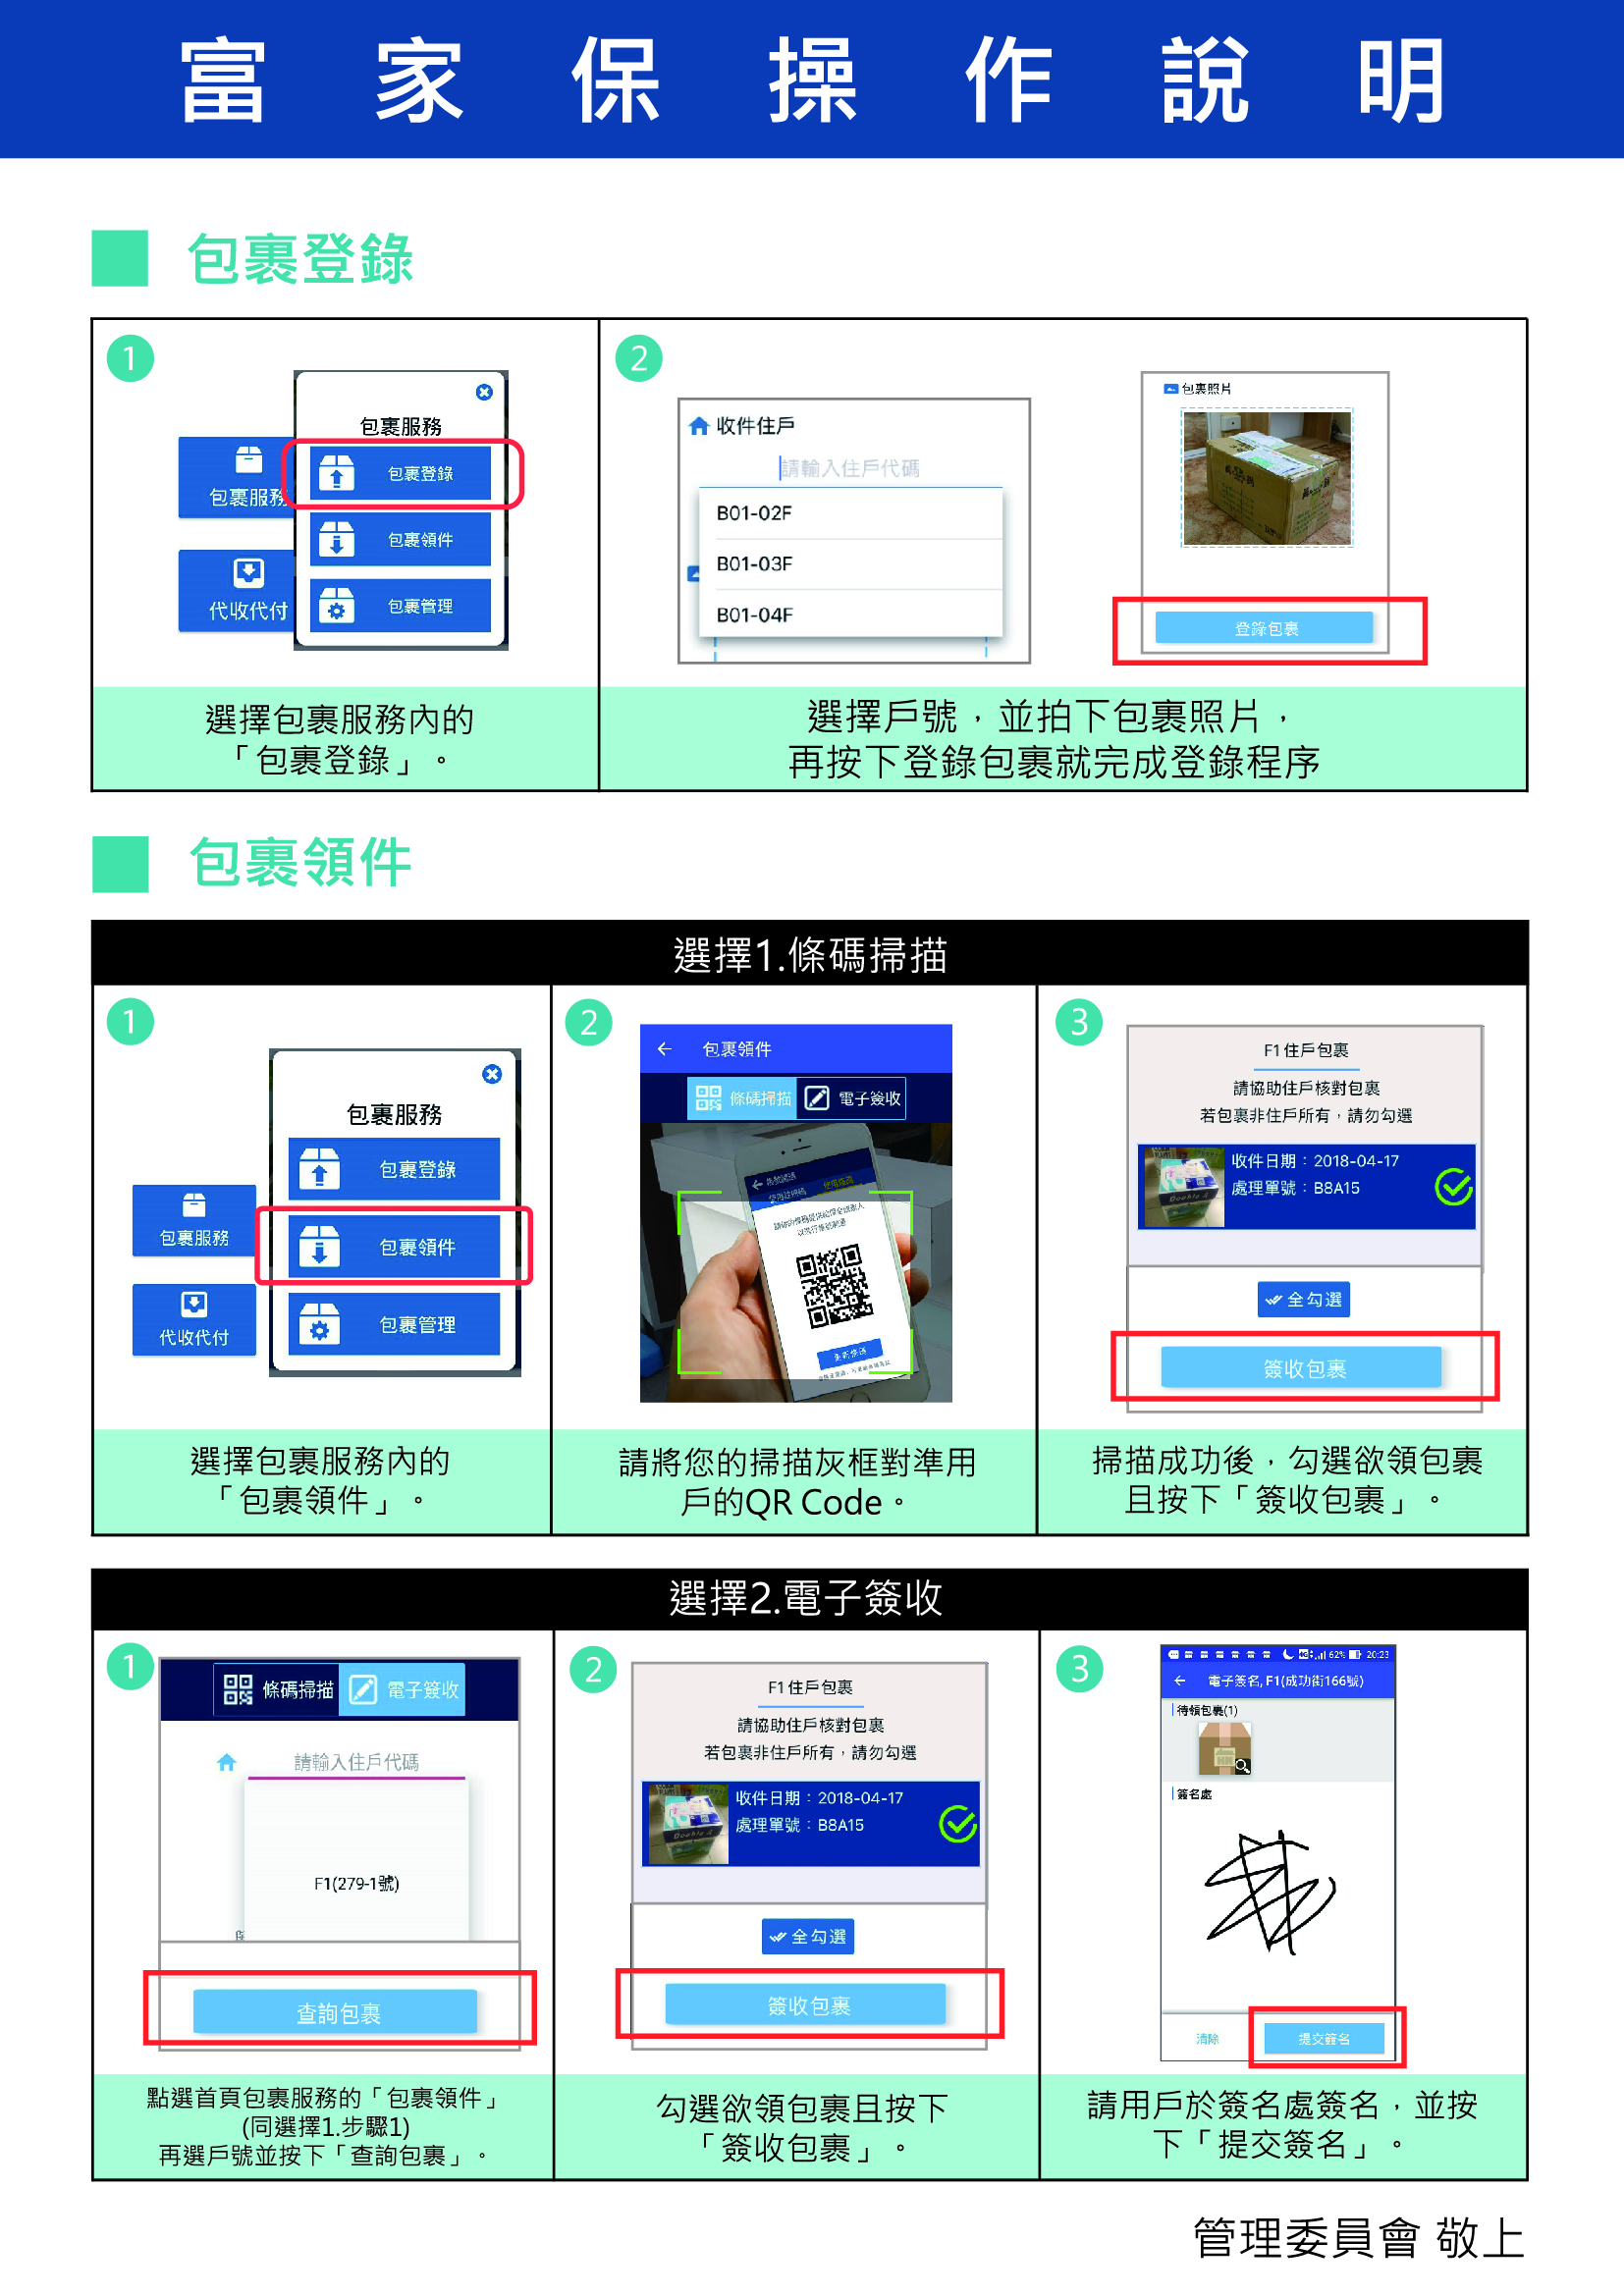 富家保操作說明
包裹登錄
1
包裹服務
代收代付
包裹服務
包裹登錄
包裹領件
包裹管理
選擇包裹服務內的
「包裹登錄」。
2
收件住戶
請輸入住戶代碼
B01-02F
B01-03F
B01-04F
包裹照片
登錄包裹
選擇戶號，並拍下包裹照片，
再按下登錄包裹就完成登錄程序
包裹領件
選擇1.條碼掃描
1
包裹服務
代收代付
包裹服務
包裹登錄
包裹領件
包裹管理
選擇包裹服務內的
「包裹領件」。
2
包裹領件
條碼掃描
電子簽收
請將您的掃描灰框對準用
戶的QR Code。
3
F1住戶包裹
請協助住戶核對包裹
若包裹非住戶所有，請勿勾選
收件日期：2018-04-17
處理單號：B8A15
全勾選
簽收包裹
掃描成功後，勾選欲領包裹
且按下「簽收包裹」。
選擇2.電子簽收
1
條碼掃描
電子簽收
請輸入住戶代碼
F1(279-1號)
查詢包裹
點選首頁包裹服務的「包裹領件」
(同選擇1.步驟1)
再選戶號並按下「查詢包裹」。
2
F1住戶包裹
請協助住戶核對包裹
若包裹非住戶所有，請勿勾選
收件日期：2018-04-17
處理單號：B8A15
Double A
全勾選
簽收包裹
勾選欲領包裹且按下
「簽收包裹」。
3
62% 20:23
電子簽名, F1(成功街166號)
待領包裹(1)
簽名處
清除
提交簽名
請用戶於簽名處簽名，並按
下「提交簽名」。
管理委員會 敬上